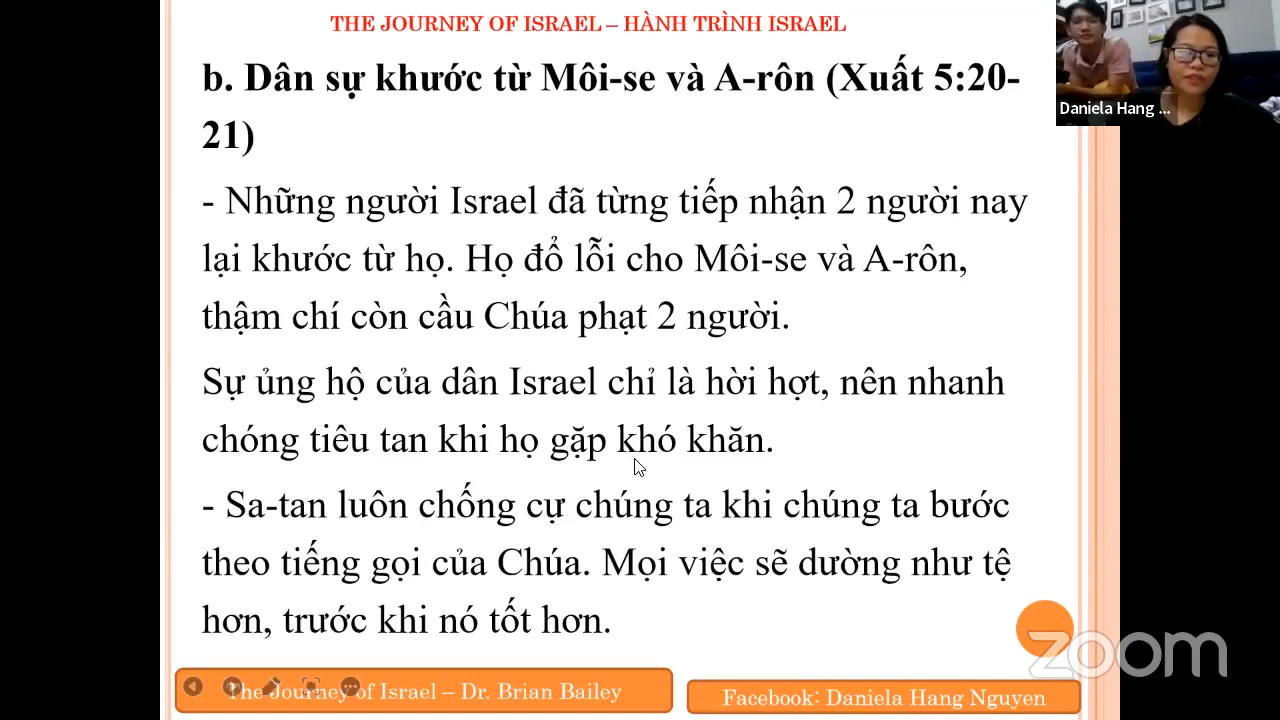 THE JOURNEY OF ISRAEL – HÀNH TRÌNH ISRAEL
b. Dân sự khước từ Môi-se và A-rôn (Xuất 5:20-
21)
- Những người Israel đã từng tiếp nhận 2 người nay
lại khước từ họ. Họ đổ lỗi cho Môi-se và A-rôn,
thậm chí còn cầu Chúa phạt 2 người.
Sự ủng hộ của dân Israel chỉ là hời hợt, nên nhanh
chóng tiêu tan khi họ gặp khó khăn.
- Sa-tan luôn chống cự chúng ta khi chúng ta bước
theo tiếng gọi của Chúa. Mọi việc sẽ dường như tệ
hơn, trước khi nó tốt hơn.
The Journey of Israel – Dr. Brian Bailey
Facebook: Daniela Hang Nguyen
Daniela Hang ...
zoom